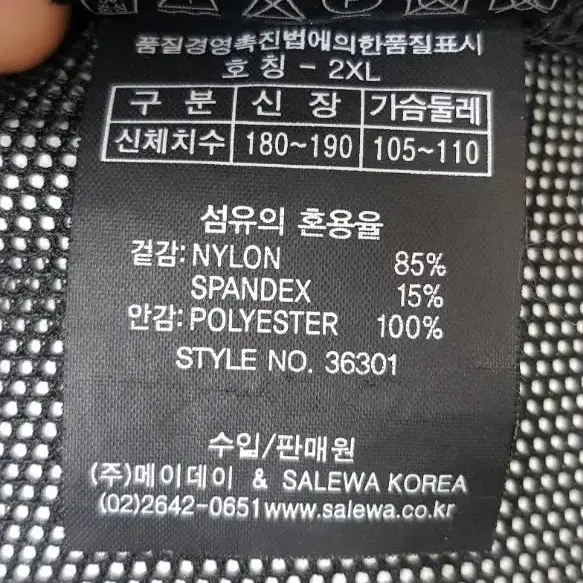 품질경영촉진법에의한품질표시
호 칭 - 2XL
구 분 신 장 가슴둘레
신체치수 180~190 105~110
섬유의 혼용율
겉감: NYLON 85%
SPANDEX 15%
안감: POLYESTER 100%
STYLE NO. 36301
수입/판매원
(주)메이데이 & SALEWA KOREA
(02)2642-0651 www.salewa.co.kr